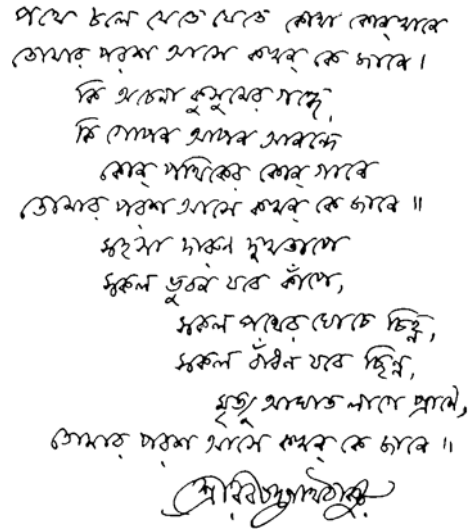 পথে চলে যেতে যেতে কোথা কোন্‌খানে
তোমার পরশ আসে কখন্ কে জানে।
কি অচেনা কুসুমের গন্ধে,
কি গোপন আপন আনন্দে
কোন্ পথিকের কোন্ গানে
তোমার পরশ আসে কখন্ কে জানে॥
সহসা দারুণ দুখতাপে
সকল ভুবন যবে কাঁপে,
সকল পথের ঘোচে চিহ্ন,
সকল বাঁধন যবে ছিন্ন,
মৃত্যু আঘাত লাগে প্রাণে,
তোমার পরশ আসে কখন্ কে জানে॥
শ্রীরবীন্দ্রনাথ ঠাকুর